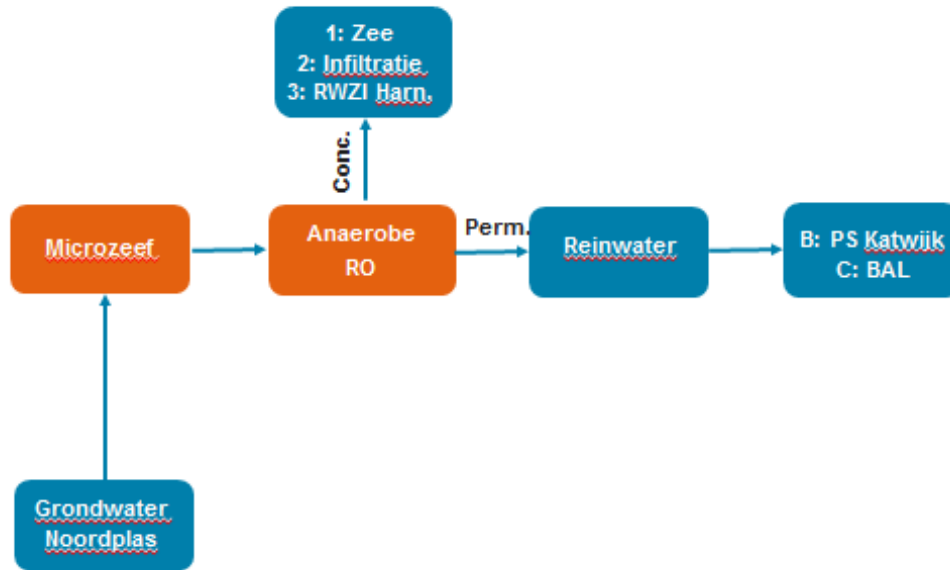 1: Zee
2: Infiltratie
3: RWZI Harn.
Conc.
Microzeef
Anaerobe
RO
Perm.
Reinwater
B: PS Katwijk
C: BAL
Grondwater
Noordplas